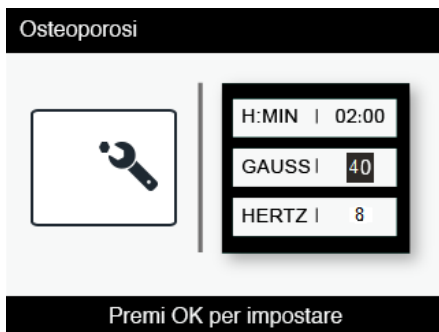 Osteoporosi
H:MIN | 02:00
GAUSS | 40
HERTZ | 8
Premi OK per impostare